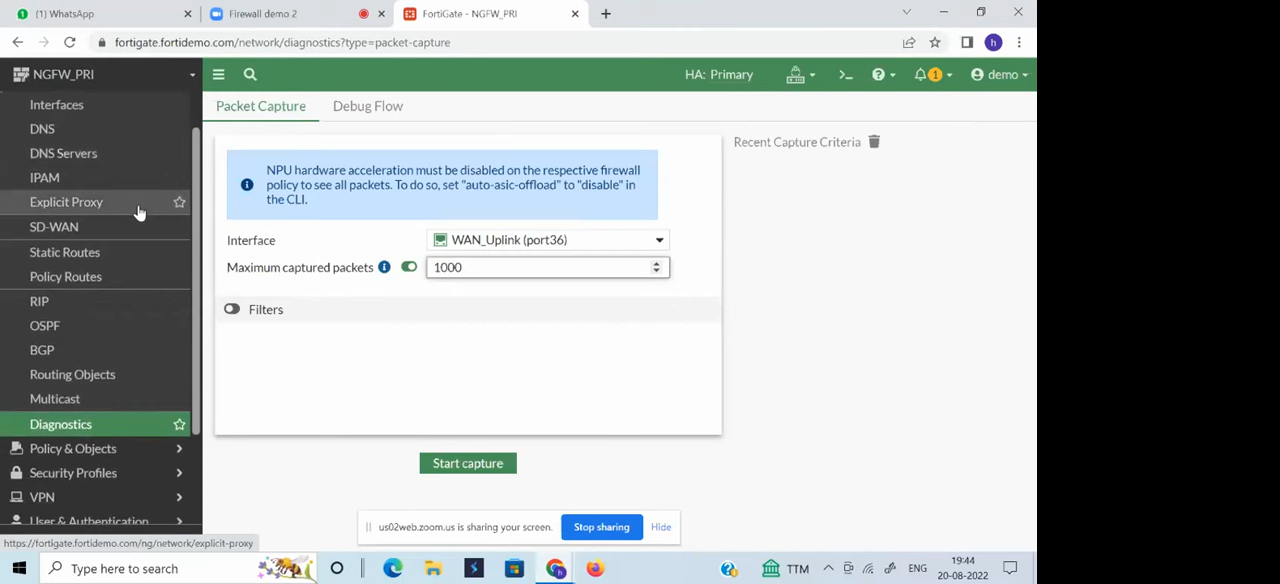 1
(1) WhatsApp
Firewall demo 2
FortiGate - NGFW_PRI
fortigate.fortidemo.com/network/diagnostics?type=packet-capture
h
NGFW_PRI
HA: Primary
>_
?
1
demo
Interfaces
DNS
DNS Servers
IPAM
Explicit Proxy
SD-WAN
Static Routes
Policy Routes
RIP
OSPF
BGP
Routing Objects
Multicast
Diagnostics
Policy & Objects
Security Profiles
VPN
User & Authentication
Packet Capture
Debug Flow
NPU hardware acceleration must be disabled on the respective firewall
policy to see all packets. To do so, set "auto-asic-offload" to "disable" in
the CLI.
Interface
WAN_Uplink (port36)
Maximum captured packets
1000
Filters
Start capture
Recent Capture Criteria
us02web.zoom.us is sharing your screen.
Stop sharing
Hide
https://fortigate.fortidemo.com/ng/network/explicit-proxy
Type here to search
TTM
ENG
19:44
20-08-2022